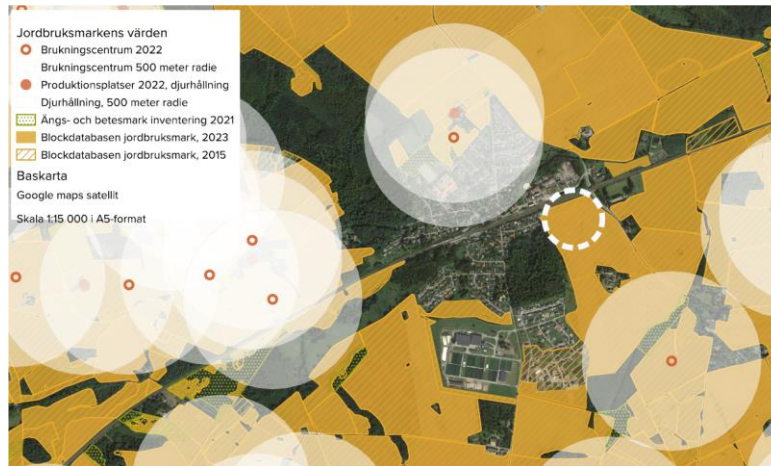 Jordbruksmarkens värden
Brukningscentrum 2022
Brukningscentrum 500 meter radie
Produktionsplatser 2022, djurhållning
Djurhållning, 500 meter radie
Ängs- och betesmark inventering 2021
Blockdatabasen jordbruksmark, 2023
Blockdatabasen jordbruksmark, 2015
Baskarta
Google maps satellit
Skala 1:15 000 i A5-format